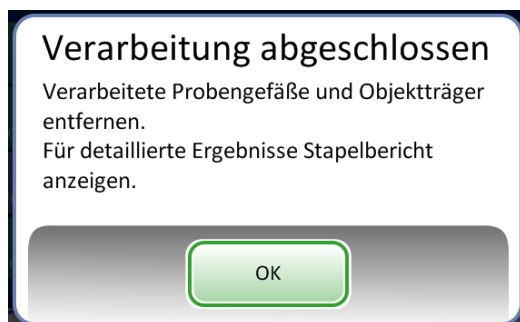 Verarbeitung abgeschlossen
Verarbeitete Probengefäße und Objektträger
entfernen.
Für detaillierte Ergebnisse Stapelbericht
anzeigen.
OK